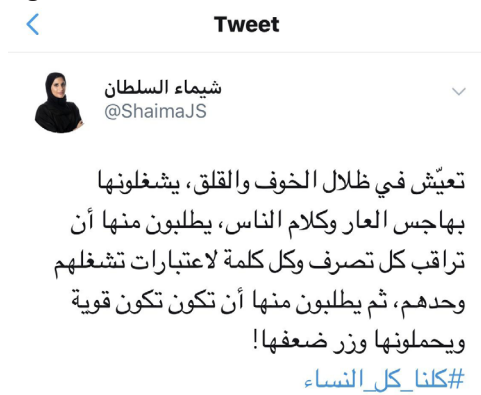 Tweet
شيماء السلطان
@ShaimaJS
تعيّش في ظلال الخوف والقلق، يشغلونها
بهاجس العار وكلام الناس، يطلبون منها أن
تراقب كل تصرف وكل كلمة لاعتبارات تشغلهم
وحدهم، ثم يطلبون منها أن تكون تكون قوية
ويحملونها وزر ضعفها!
#كلنا_كل_النساء